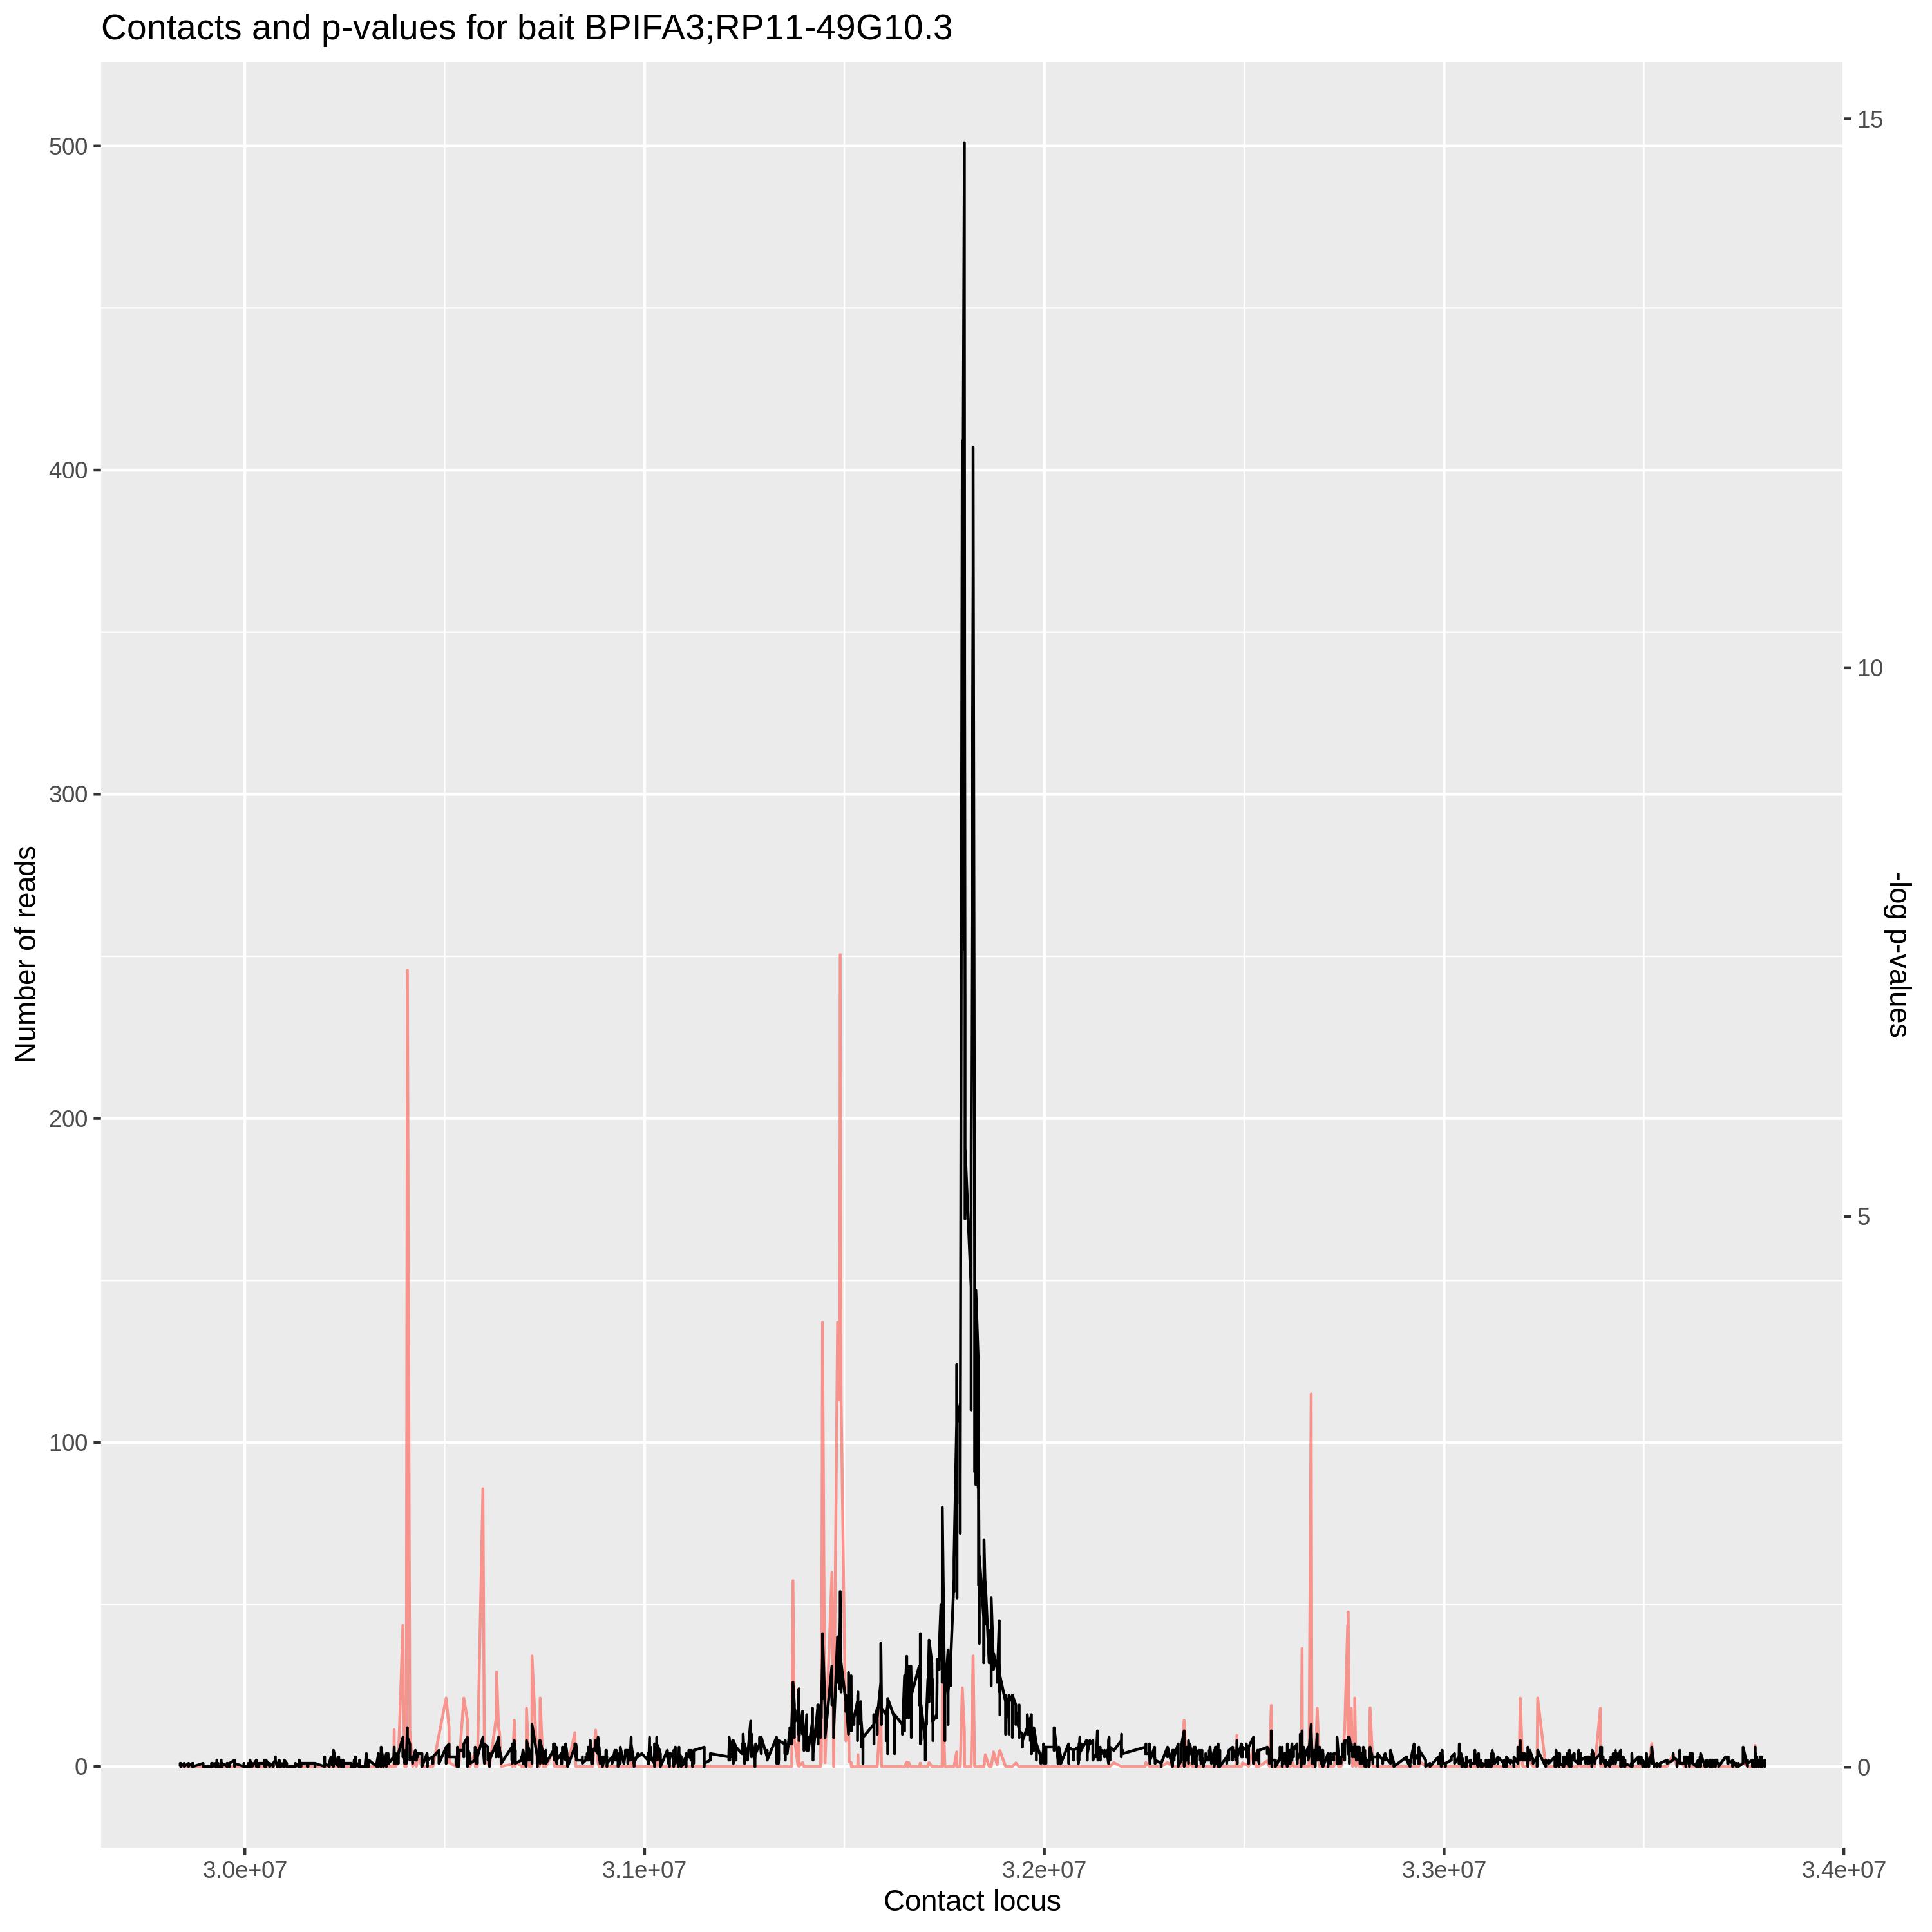 Contacts and p-values for bait BPIFA3;RP11-49G10.3
Number of reads
500
400
300
200
100
0
15
10
5
0
-log p-values
3.0e+07 3.1e+07 3.2e+07 3.3e+07 3.4e+07
Contact locus